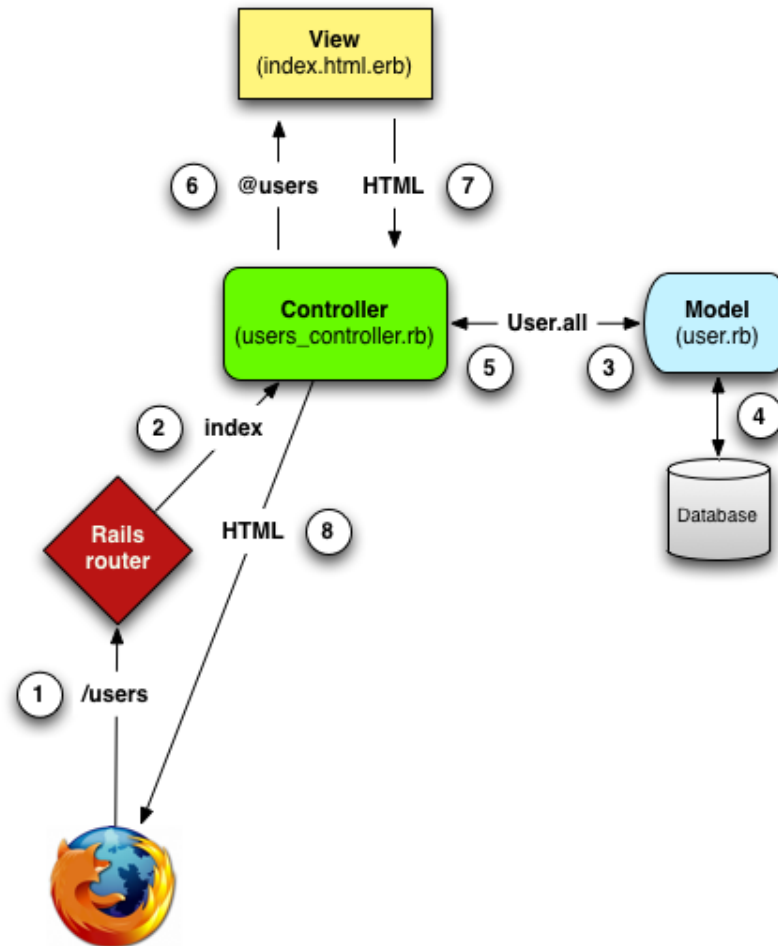 View
(index.html.erb)
6
@users
HTML
7
Controller
(users_controller.rb)
User.all
Model
(user.rb)
5
3
4
2
index
Database
Rails
router
HTML
8
1
/users